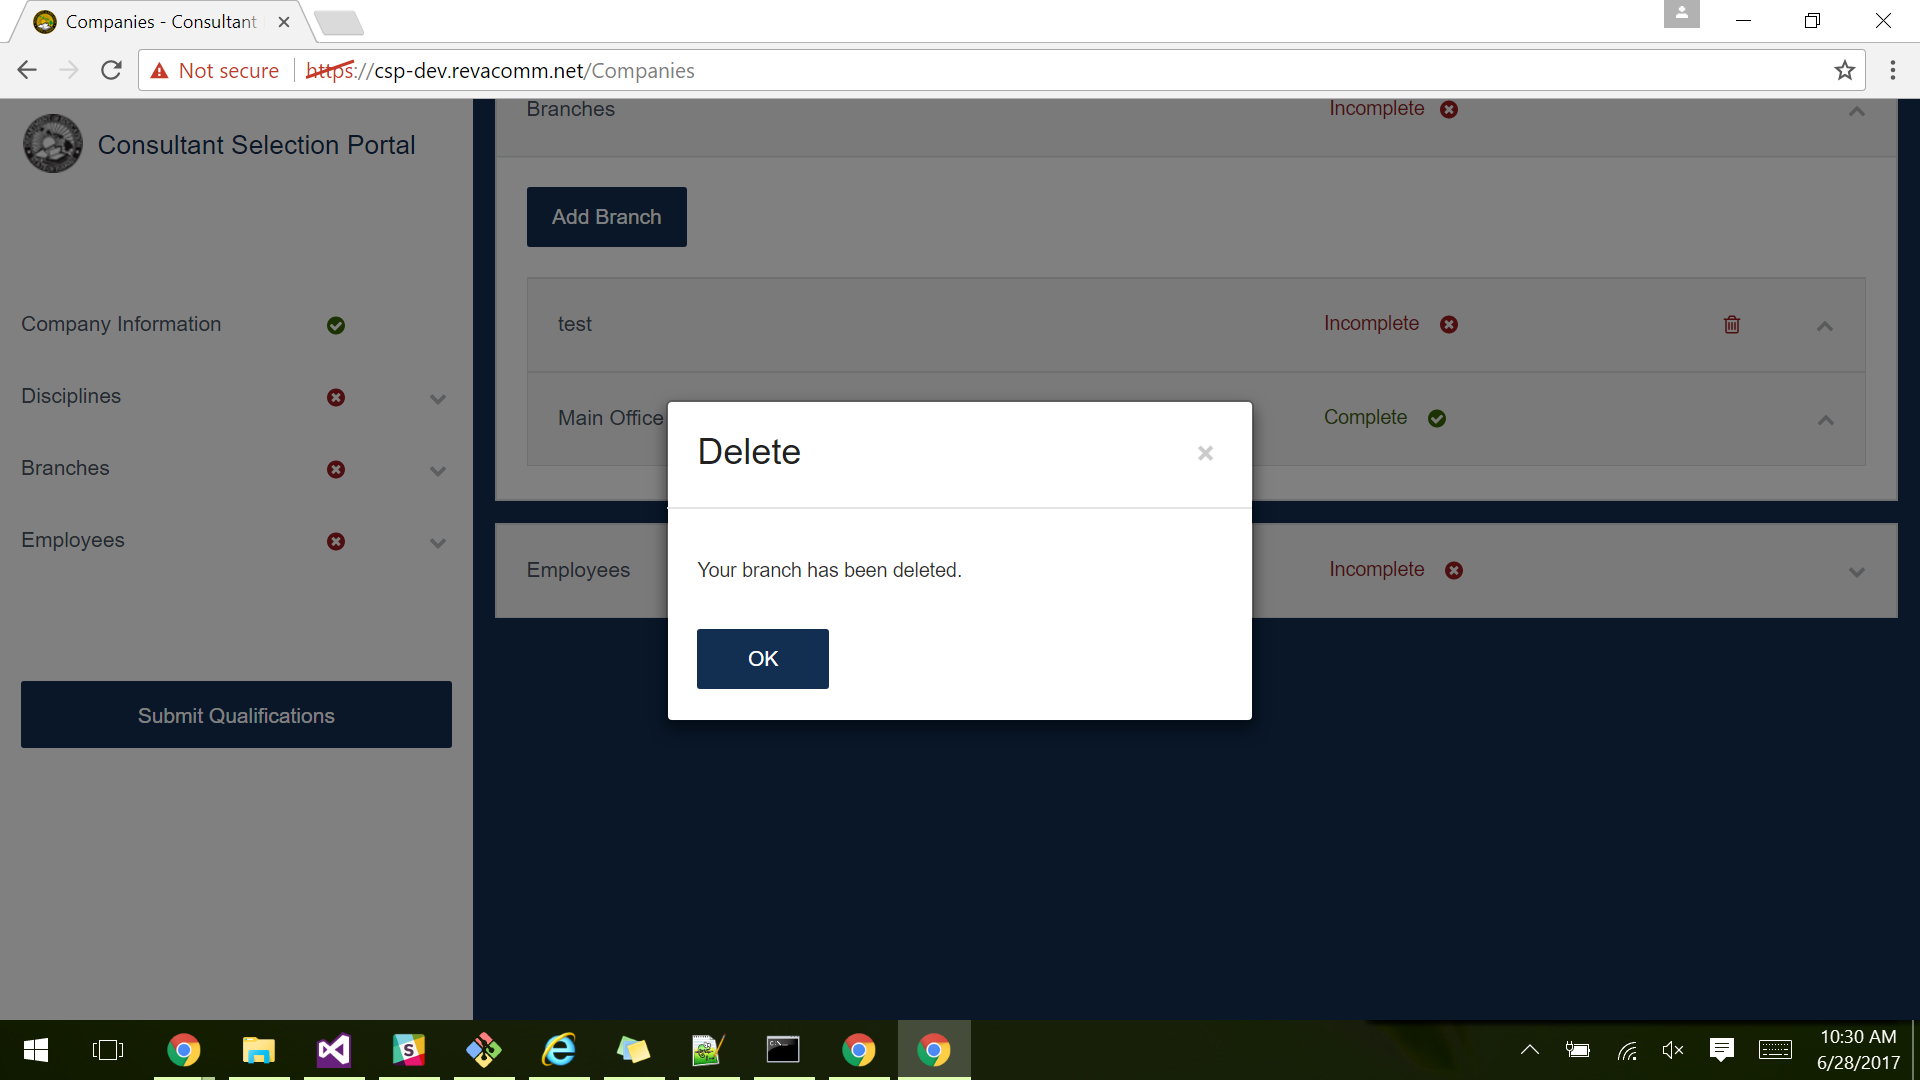 Companies - Consultant
Not secure
https://csp-dev.revacomm.net/Companies
Consultant Selection Portal
Company Information
Disciplines
Branches
Employees
Submit Qualifications
Branches
Incomplete
Add Branch
test
Incomplete
Main Office
Complete
Employees
Incomplete
Delete
×
Your branch has been deleted.
OK
10:30 AM
6/28/2017